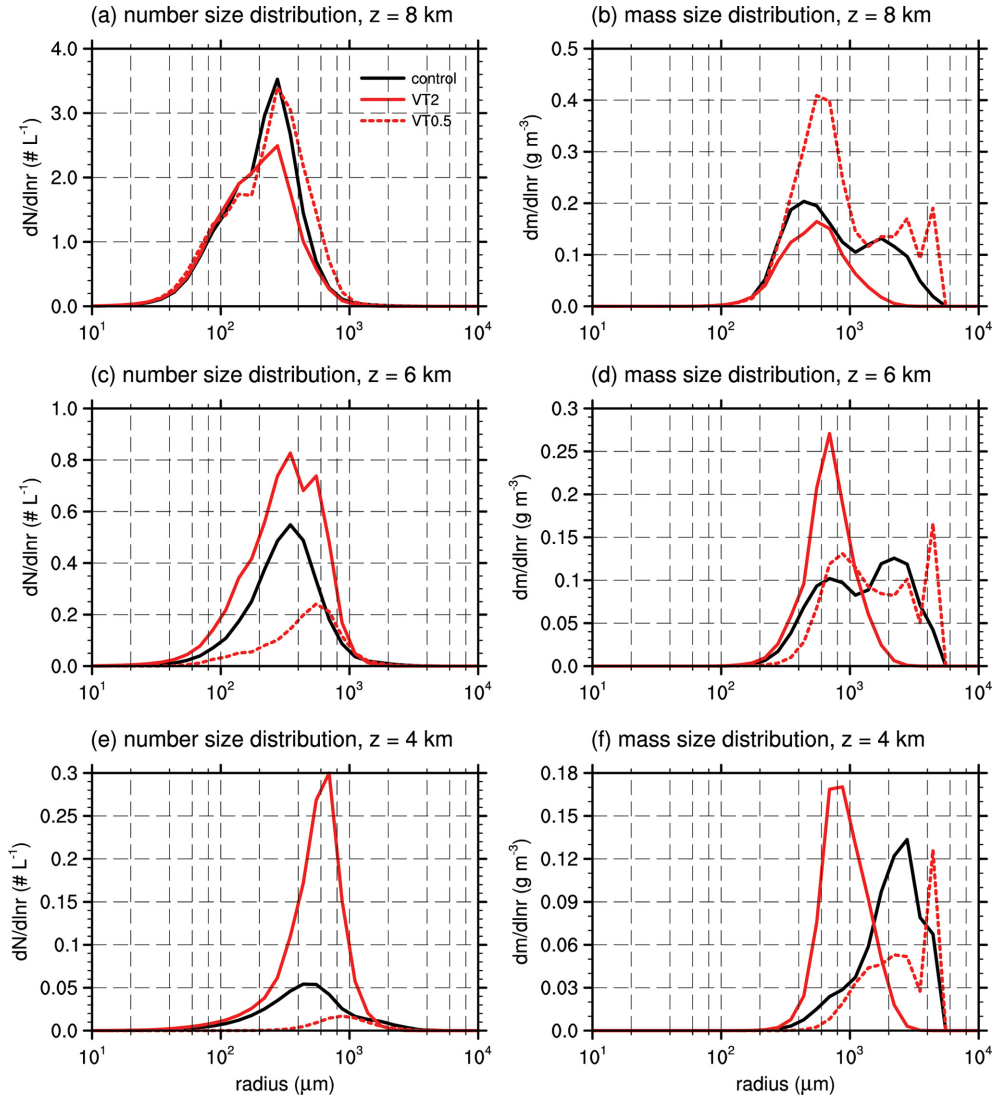 (a) number size distribution, z = 8 km
4.0
3.0
2.0
1.0
0.0
dN/dlnr (# L⁻¹)
control
VT2
VT0.5
10¹ 10² 10³ 10⁴
(b) mass size distribution, z = 8 km
0.5
0.4
0.3
0.2
0.1
0.0
dm/dlnr (g m⁻³)
10¹ 10² 10³ 10⁴
(c) number size distribution, z = 6 km
1.0
0.8
0.6
0.4
0.2
0.0
dN/dlnr (# L⁻¹)
10¹ 10² 10³ 10⁴
(d) mass size distribution, z = 6 km
0.3
0.25
0.2
0.15
0.1
0.05
0.0
dm/dlnr (g m⁻³)
10¹ 10² 10³ 10⁴
(e) number size distribution, z = 4 km
0.3
0.25
0.2
0.15
0.1
0.05
0.0
dN/dlnr (# L⁻¹)
10¹ 10² 10³ 10⁴
radius (μm)
(f) mass size distribution, z = 4 km
0.18
0.15
0.12
0.09
0.06
0.03
0.0
dm/dlnr (g m⁻³)
10¹ 10² 10³ 10⁴
radius (μm)